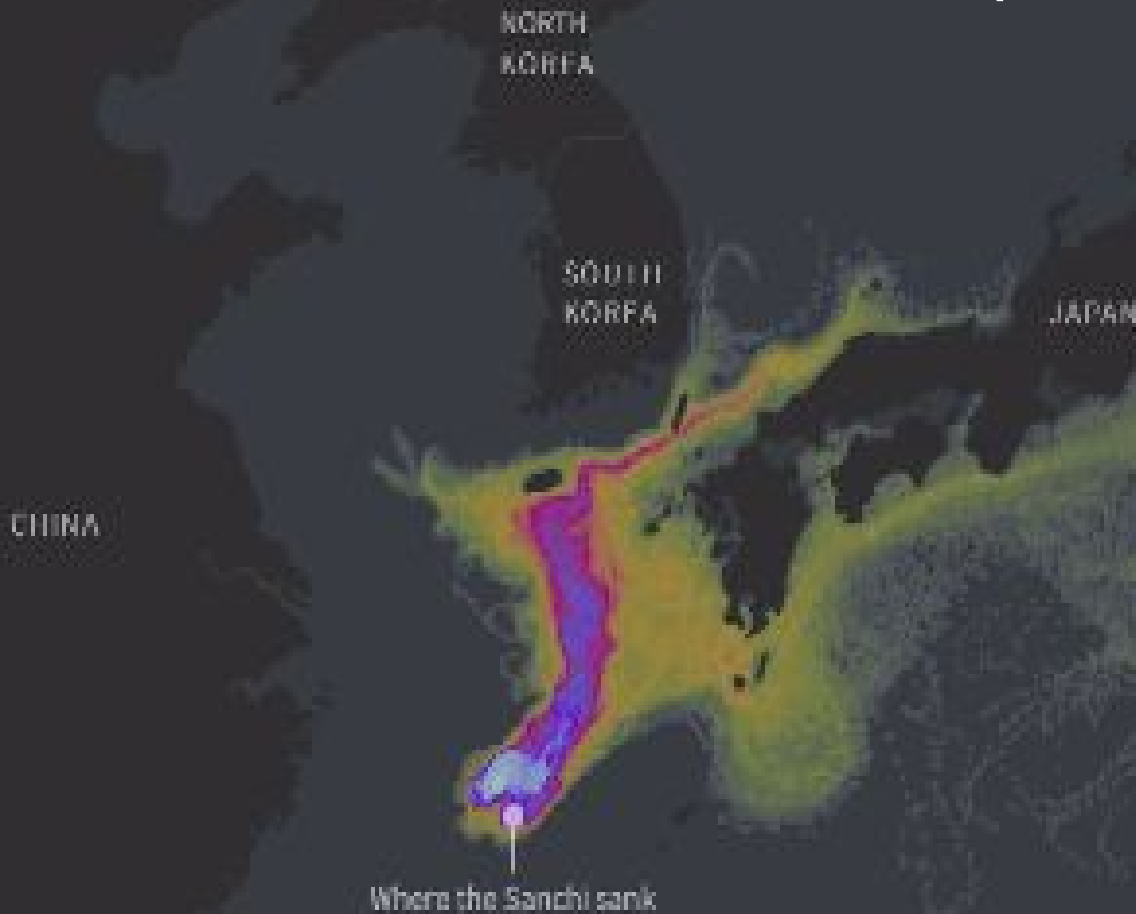 NORTH
KOREA
SOUTH
KOREA
JAPAN
CHINA
Where the Sanchi sank